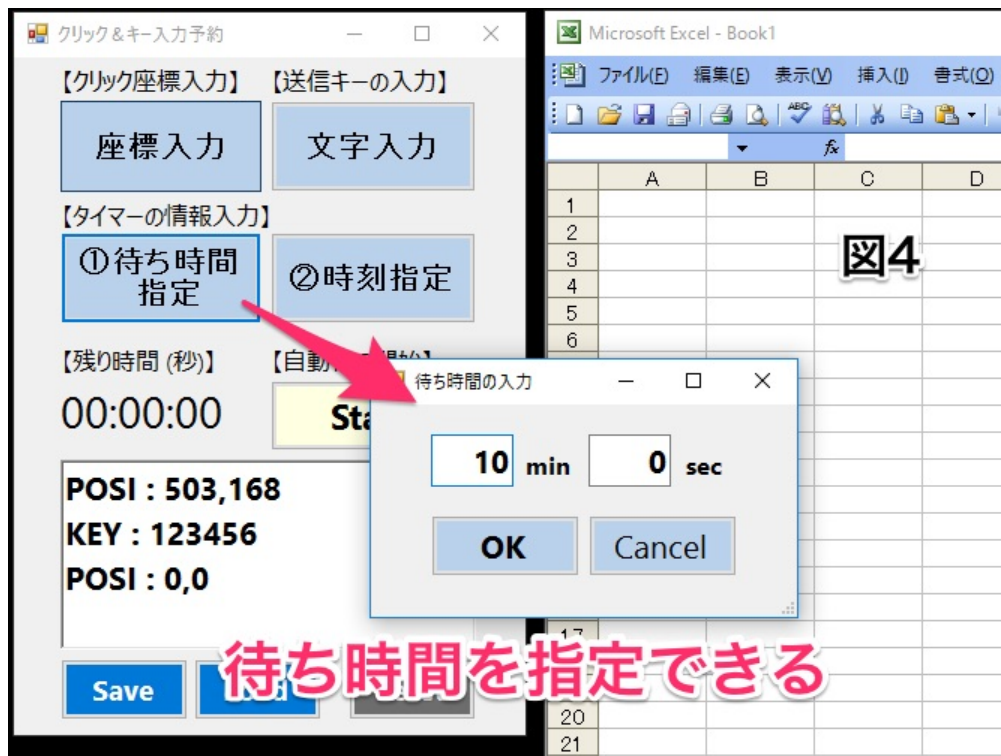 クリック＆キー入力予約
【クリック座標入力】 【送信キーの入力】
座標入力 文字入力
【タイマーの情報入力】
①待ち時間
指定
②時刻指定
【残り時間 (秒)】
00:00:00
POSI : 503,168
KEY : 123456
POSI : 0,0
Save
待ち時間の入力
10 min 0 sec
OK Cancel
待ち時間を指定できる
Microsoft Excel - Book1
ファイル(F) 編集(E) 表示(V) 挿入(I) 書式(O)
ABC
fx
A B C D
1
2
3
4
5
6
17
20
21
図4